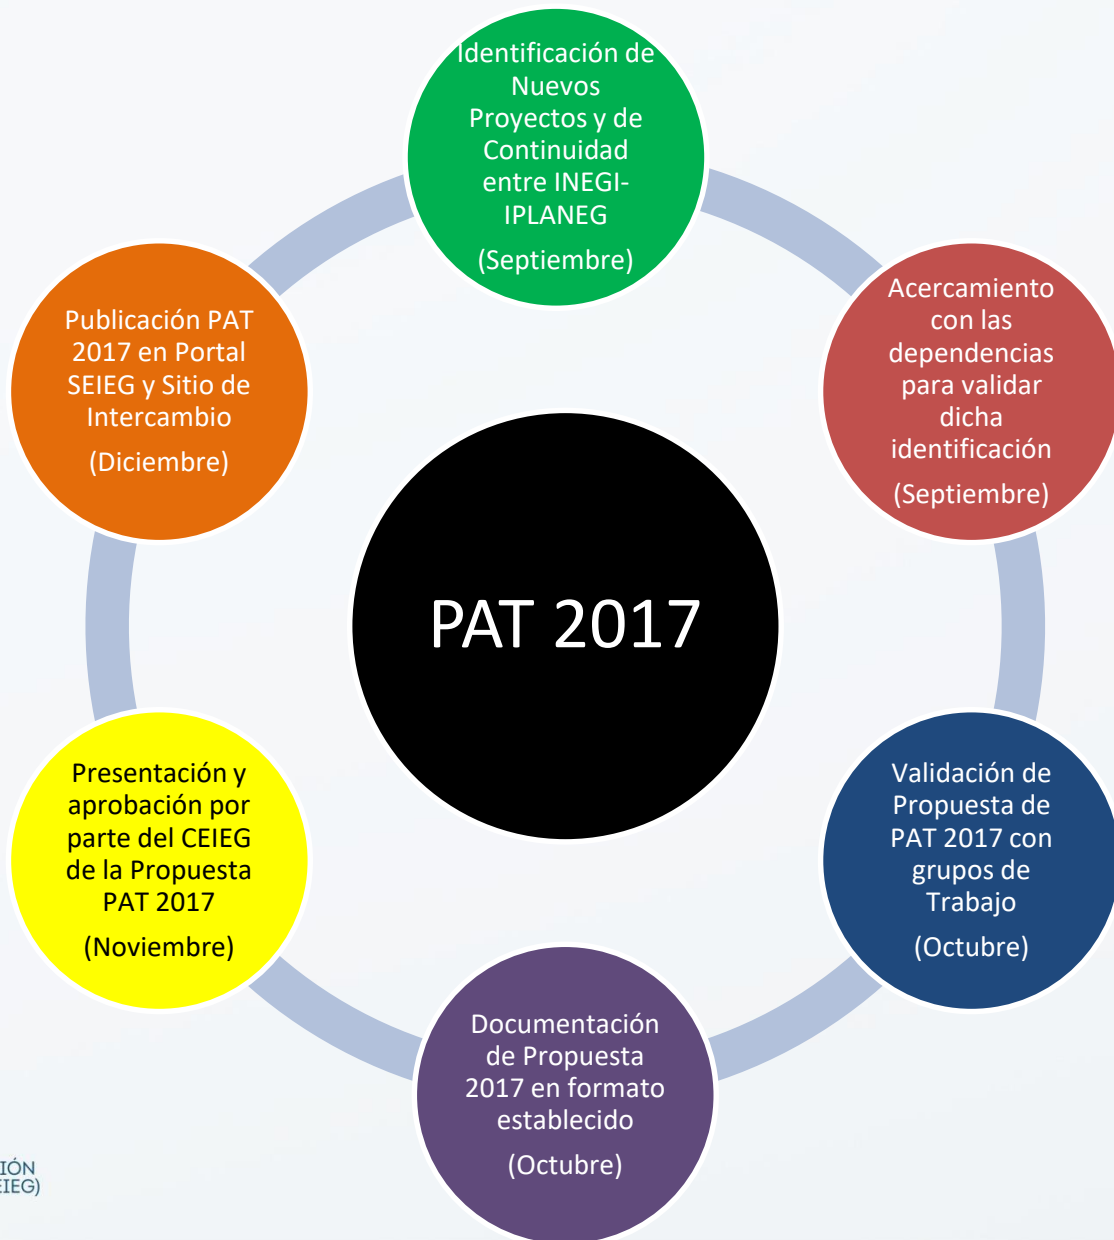 Identificación de
Nuevos
Proyectos y de
Continuidad
entre INEGI-
IPLANEG
(Septiembre)
Acercamiento
con las
dependencias
para validar
dicha
identificación
(Septiembre)
Validación de
Propuesta de
PAT 2017 con
grupos de
Trabajo
(Octubre)
Documentación
de Propuesta
2017 en formato
establecido
(Octubre)
Presentación y
aprobación por
parte del CEIEG
de la Propuesta
PAT 2017
(Noviembre)
Publicación PAT
2017 en Portal
SEIEG y Sitio de
Intercambio
(Diciembre)
PAT 2017
IÓN
EIEG)